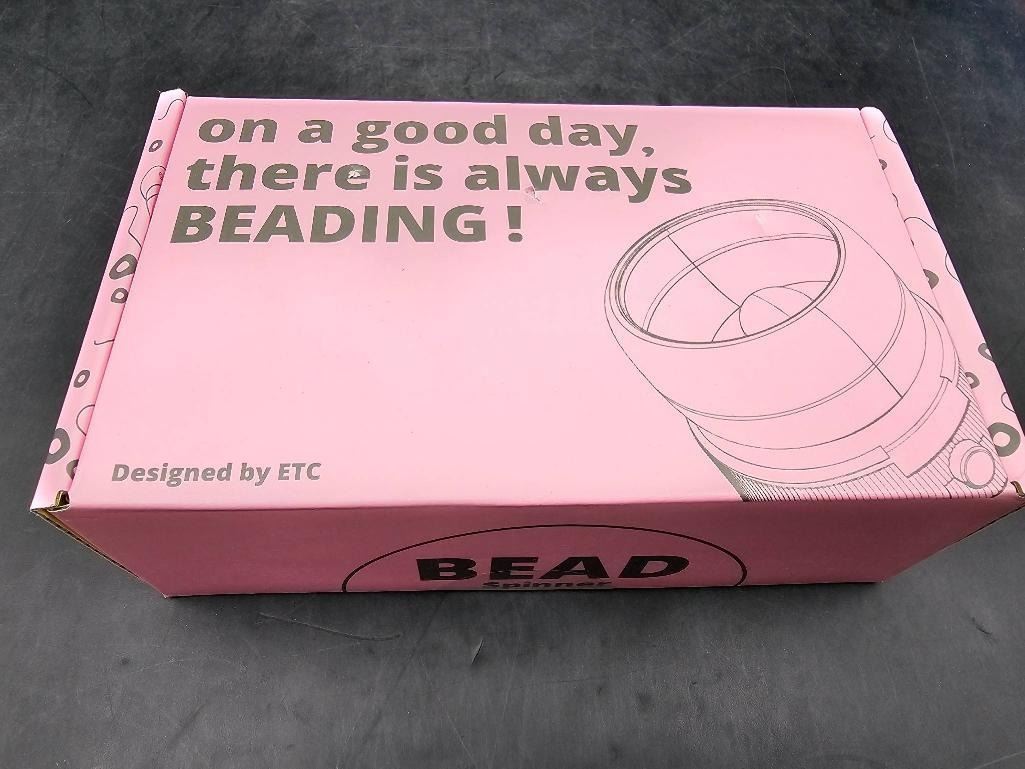 on a good day,
there is always
BEADING !
Designed by ETC
BEAD
Spinner